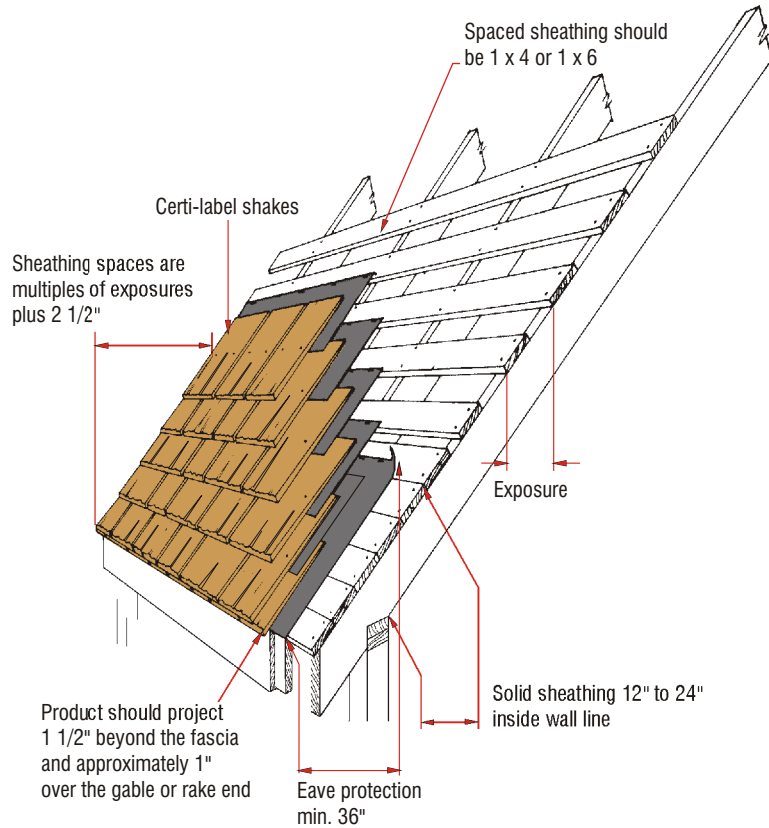 Spaced sheathing should
be 1 x 4 or 1 x 6
Certi-label shakes
Sheathing spaces are
multiples of exposures
plus 2 1/2"
Exposure
Solid sheathing 12" to 24"
inside wall line
Product should project
1 1/2" beyond the fascia
and approximately 1"
over the gable or rake end
Eave protection
min. 36"